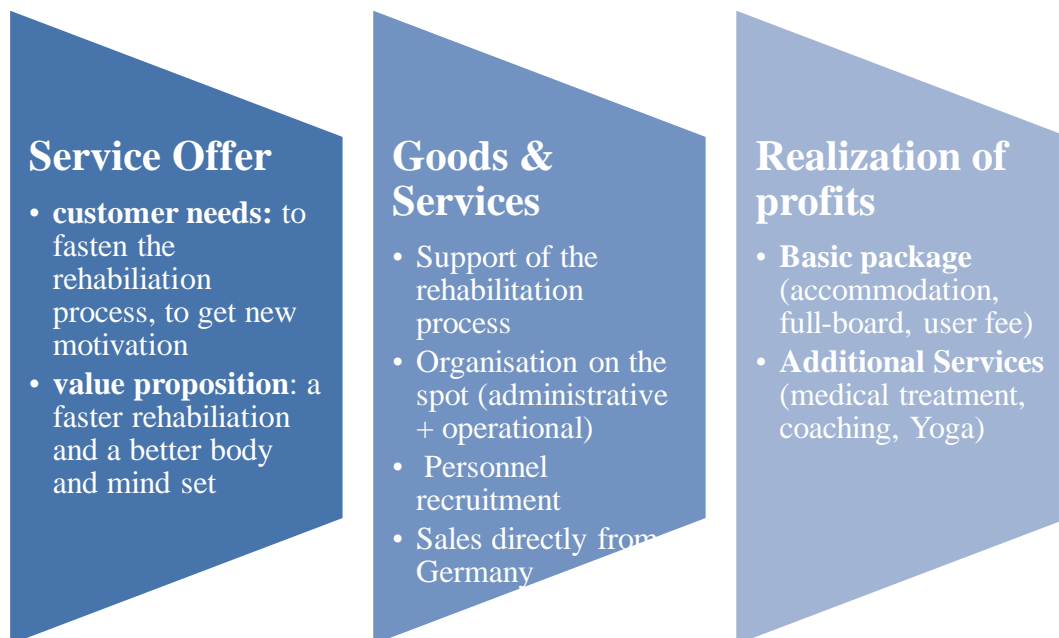 Service Offer
• customer needs: to
fasten the
rehabiliation
process, to get new
motivation
• value proposition: a
faster rehabiliation
and a better body
and mind set
Goods &
Services
• Support of the
rehabilitation
process
• Organisation on the
spot (administrative
+ operational)
• Personnel
recruitment
• Sales directly from
Germany
Realization of
profits
• Basic package
(accommodation,
full-board, user fee)
• Additional Services
(medical treatment,
coaching, Yoga)